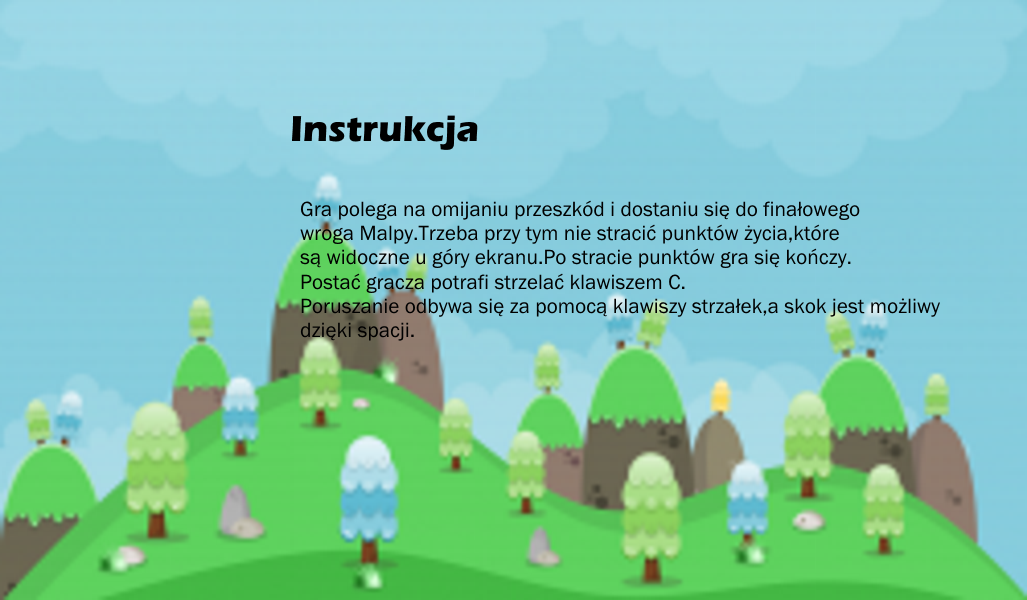 Instrukcja
Gra polega na omijaniu przeszkód i dostaniu się do finałowego
wroga Malpy.Trzeba przy tym nie stracić punktów życia,które
są widoczne u góry ekranu.Po stracie punktów gra się kończy.
Postać gracza potrafi strzelać klawiszem C.
Poruszanie odbywa się za pomocą klawiszy strzałek,a skok jest możliwy
dzięki spacji.